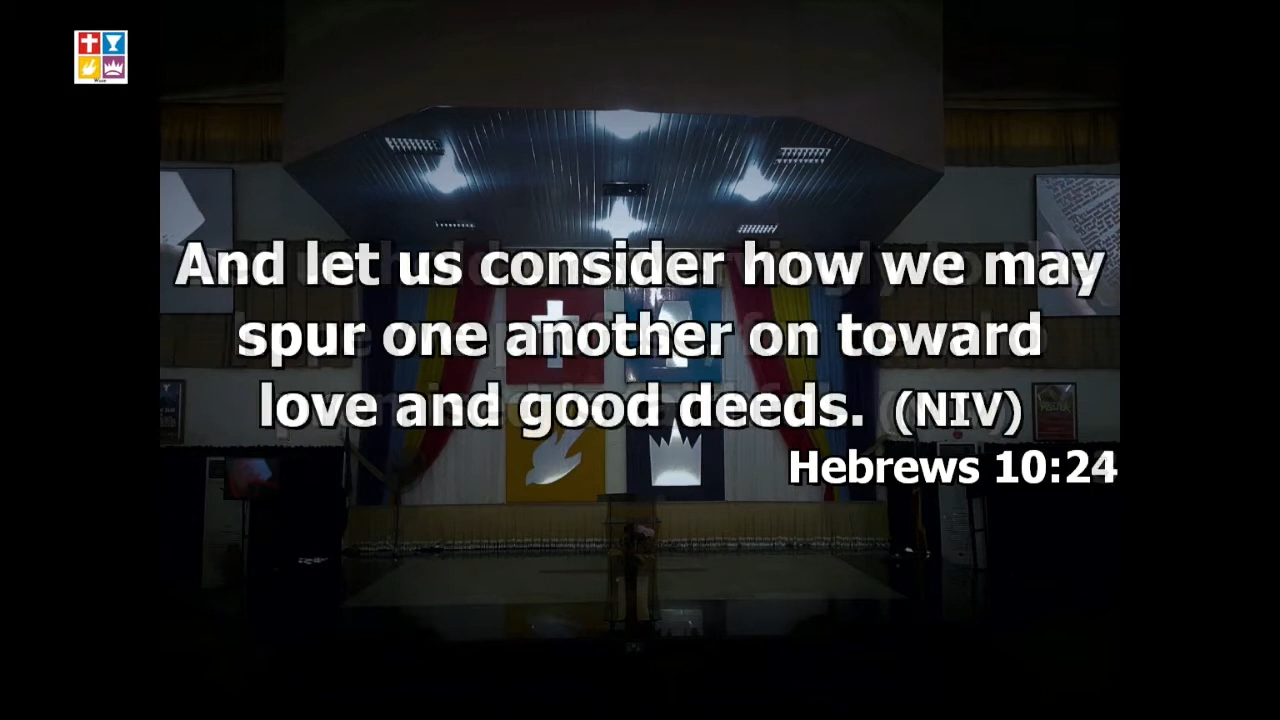 And let us consider how we may
spur one another on toward
love and good deeds. (NIV)
Hebrews 10:24